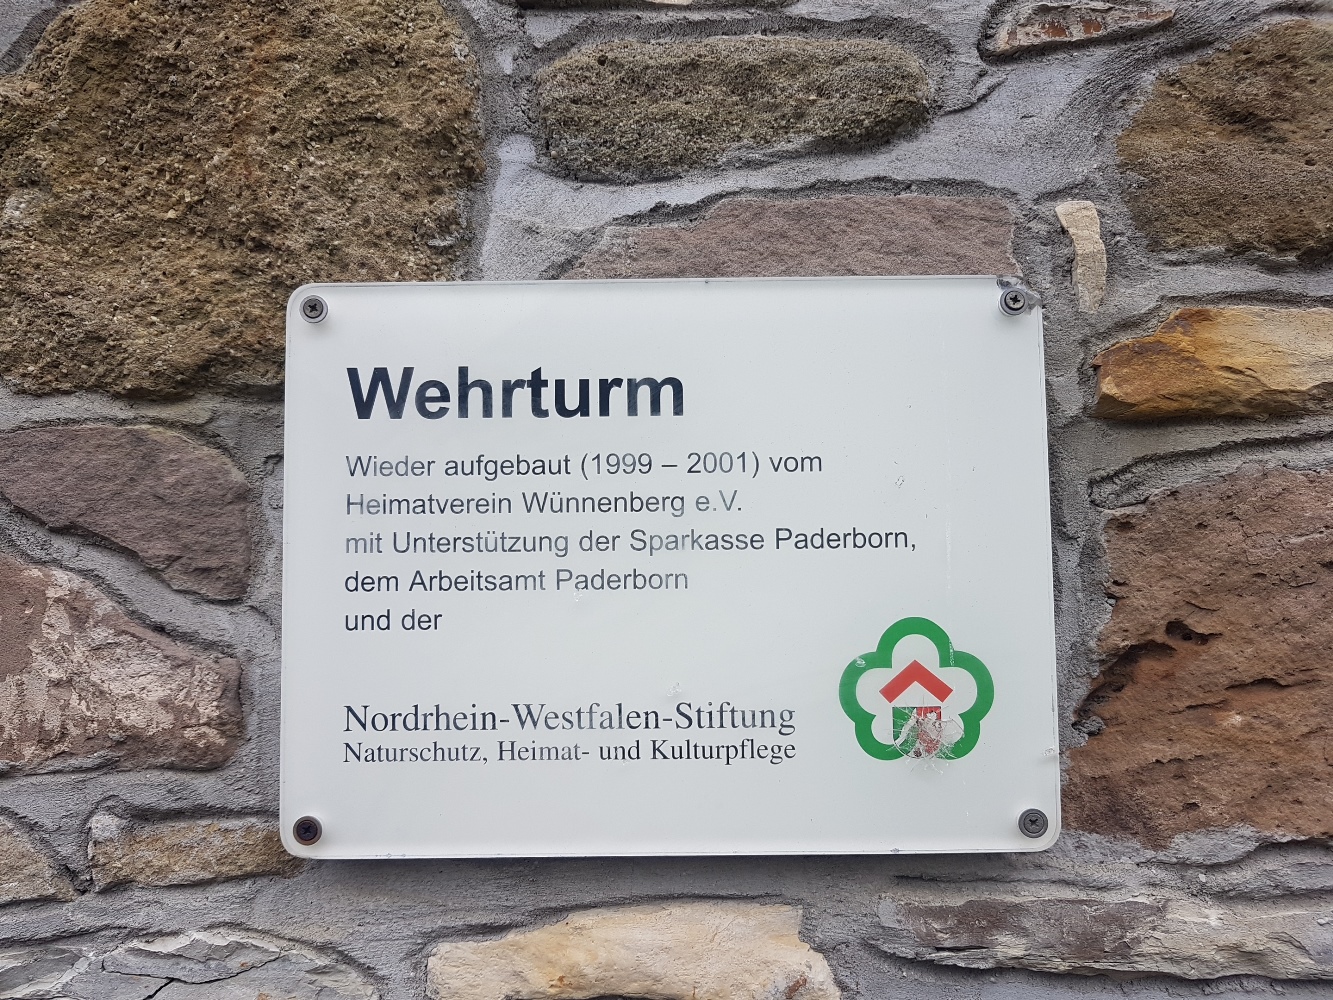 Wehrturm
Wieder aufgebaut (1999 – 2001) vom
Heimatverein Wünnenberg e.V.
mit Unterstützung der Sparkasse Paderborn,
dem Arbeitsamt Paderborn
und der
Nordrhein-Westfalen-Stiftung
Naturschutz, Heimat- und Kulturpflege